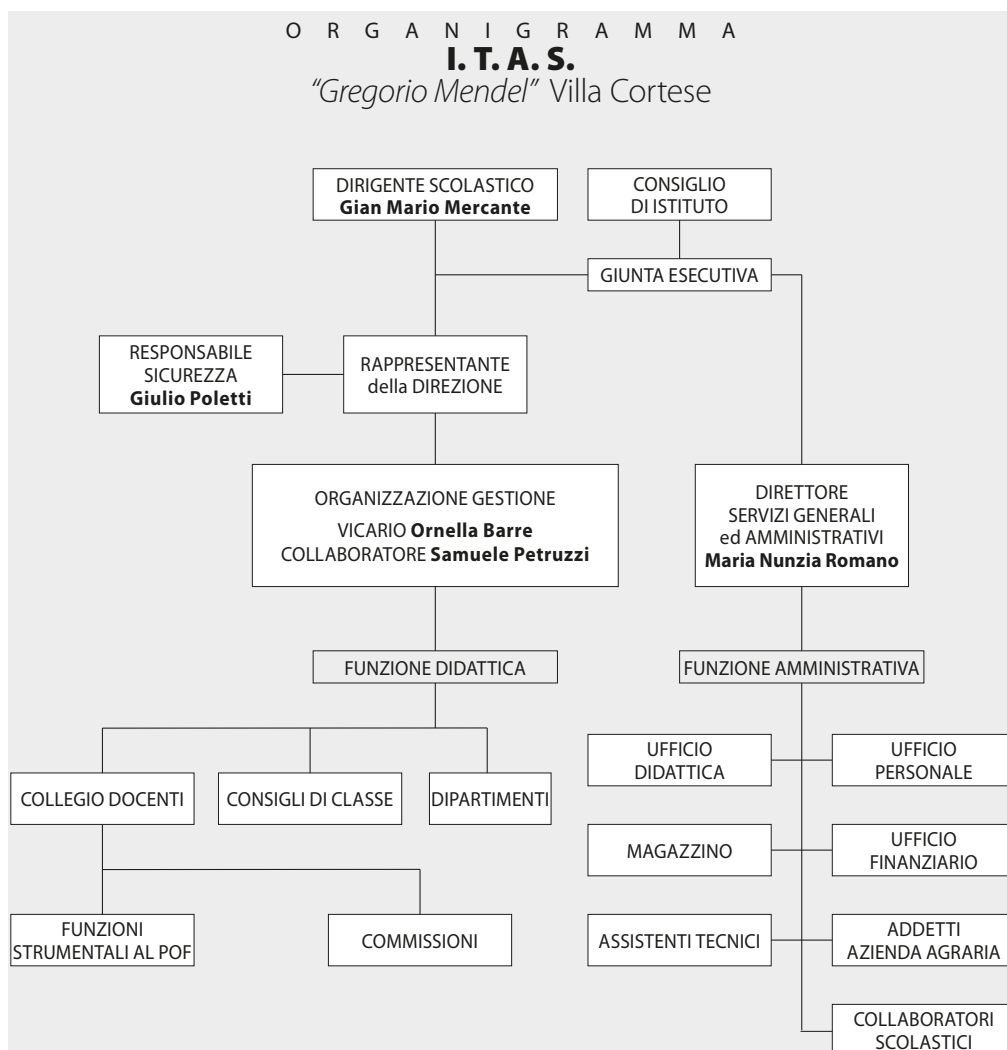 ORGANIGRAMMA
I. T. A. S.
“Gregorio Mendel” Villa Cortese
DIRIGENTE SCOLASTICO
Gian Mario Mercante
CONSIGLIO
DI ISTITUTO
GIUNTA ESECUTIVA
RESPONSABILE
SICUREZZA
Giulio Poletti
RAPPRESENTANTE
della DIREZIONE
ORGANIZZAZIONE GESTIONE
VICARIO Ornella Barre
COLLABORATORE Samuele Petruzzi
DIRETTORE
SERVIZI GENERALI
ed AMMINISTRATIVI
Maria Nunzia Romano
FUNZIONE DIDATTICA
FUNZIONE AMMINISTRATIVA
COLLEGIO DOCENTI
CONSIGLI DI CLASSE
DIPARTIMENTI
UFFICIO
DIDATTICA
UFFICIO
PERSONALE
MAGAZZINO
UFFICIO
FINANZIARIO
FUNZIONI
STRUMENTALI AL POF
COMMISSIONI
ASSISTENTI TECNICI
ADDETTI
AZIENDA AGRARIA
COLLABORATORI
SCOLASTICI